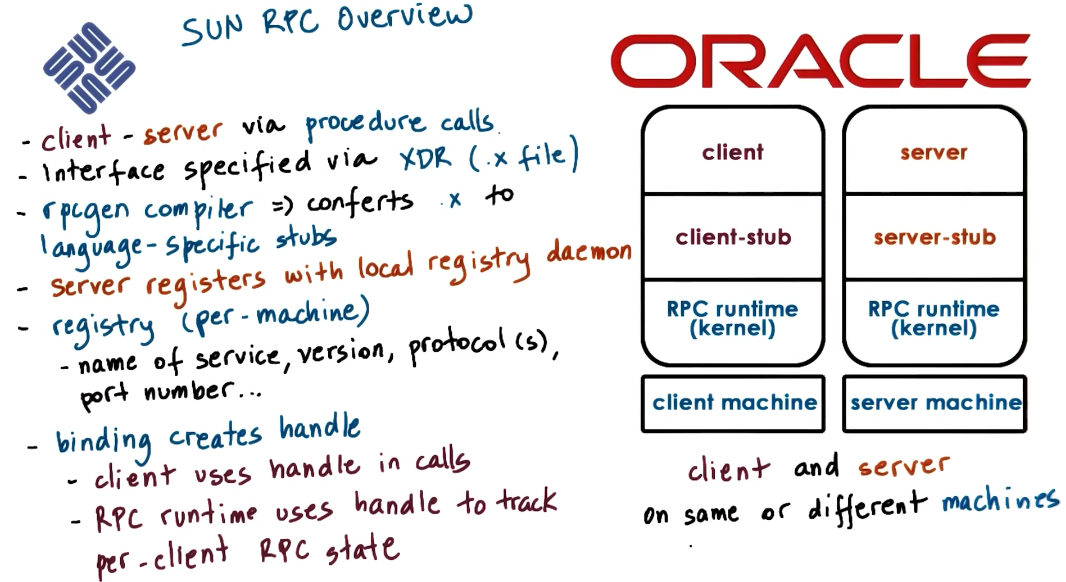 SUN RPC Overview
SUN SUN SUN SUN
ORACLE
- client - server via procedure calls.
- Interface specified via XDR (.x file)
- rpcgen compiler => conferts .x to
language-specific stubs
- server registers with local registry daemon
- registry (per-machine)
- name of service, version, protocol(s),
port number...
- binding creates handle
- client uses handle in calls
- RPC runtime uses handle to track
per-client RPC state
client
client-stub
RPC runtime
(kernel)
client machine
server
server-stub
RPC runtime
(kernel)
server machine
client and server
on same or different machines